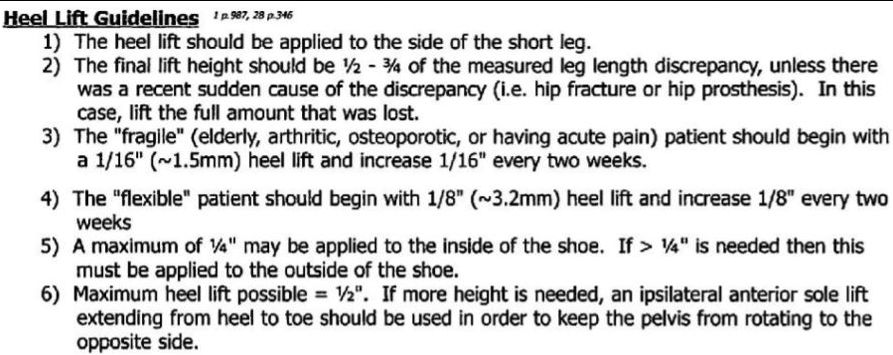 Heel Lift Guidelines 1 p.987, 28 p.346
1) The heel lift should be applied to the side of the short leg.
2) The final lift height should be ½ - ¾ of the measured leg length discrepancy, unless there
was a recent sudden cause of the discrepancy (i.e. hip fracture or hip prosthesis). In this
case, lift the full amount that was lost.
3) The "fragile" (elderly, arthritic, osteoporotic, or having acute pain) patient should begin with
a 1/16" (~1.5mm) heel lift and increase 1/16" every two weeks.
4) The "flexible" patient should begin with 1/8" (~3.2mm) heel lift and increase 1/8" every two
weeks
5) A maximum of ¼" may be applied to the inside of the shoe. If > ¼" is needed then this
must be applied to the outside of the shoe.
6) Maximum heel lift possible = ½". If more height is needed, an ipsilateral anterior sole lift
extending from heel to toe should be used in order to keep the pelvis from rotating to the
opposite side.